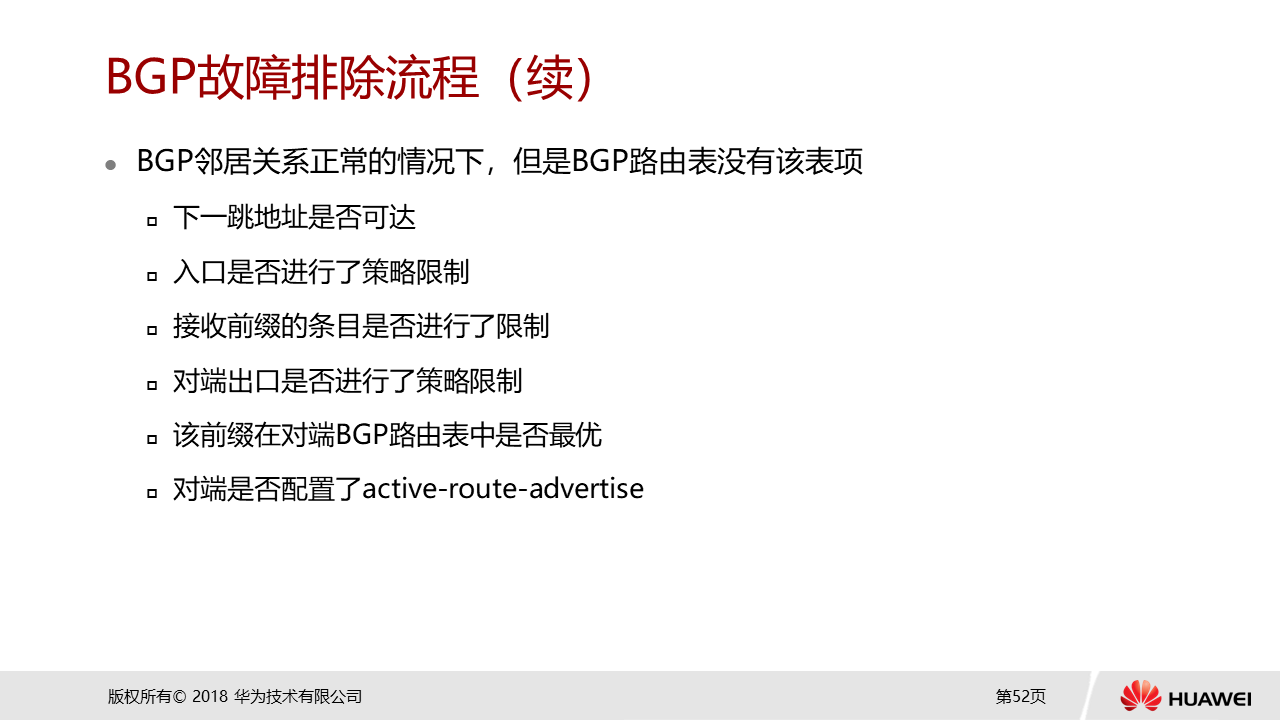 BGP故障排除流程（续）
BGP邻居关系正常的情况下，但是BGP路由表没有该表项
下一跳地址是否可达
入口是否进行了策略限制
接收前缀的条目是否进行了限制
对端出口是否进行了策略限制
该前缀在对端BGP路由表中是否最优
对端是否配置了active-route-advertise
版权所有© 2018 华为技术有限公司
第52页
HUAWEI